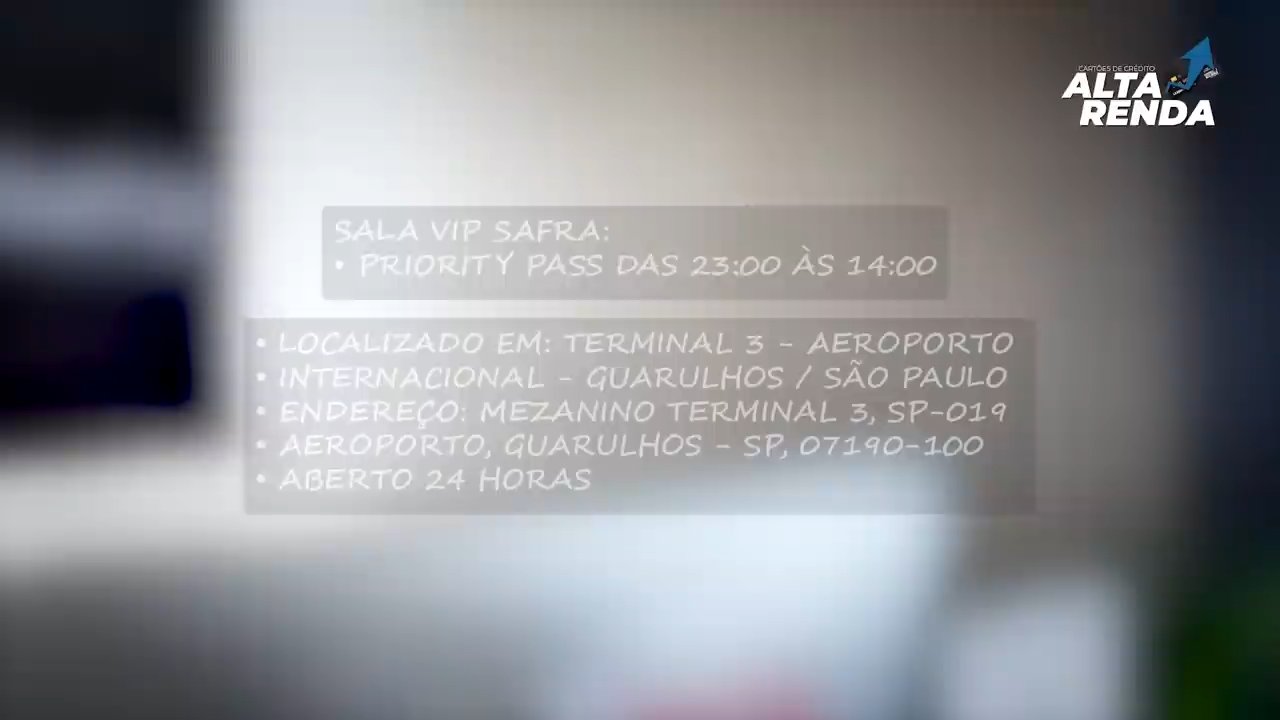 CARTÕES DE CRÉDITO
ALTA
RENDA
SALA VIP SAFRA:
• PRIORITY PASS DAS 23:00 ÀS 14:00
• LOCALIZADO EM: TERMINAL 3 - AEROPORTO
• INTERNACIONAL - GUARULHOS / SÃO PAULO
• ENDEREÇO: MEZANINO TERMINAL 3, SP-019
• AEROPORTO, GUARULHOS - SP, 07190-100
• ABERTO 24 HORAS